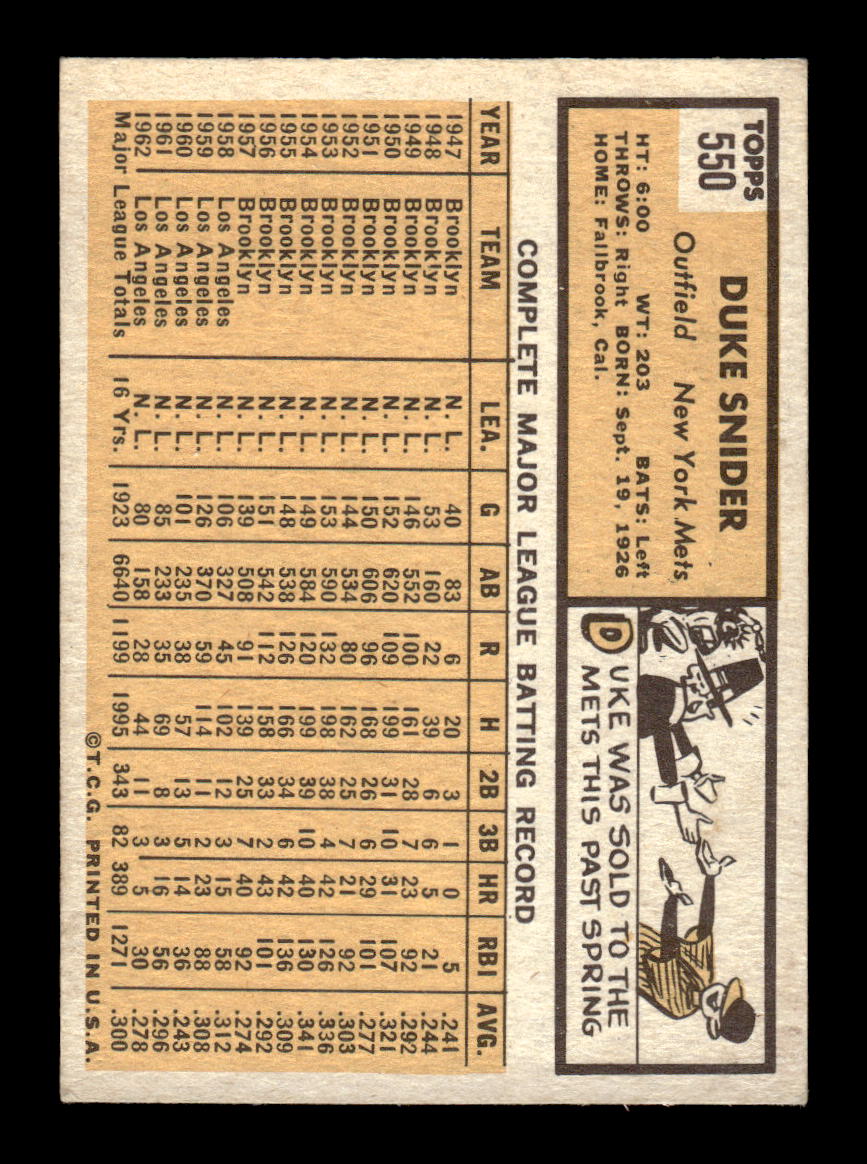 TOPPS
550
DUKE SNIDER
Outfield New York Mets
HT: 6:00 WT: 203 BATS: Left
THROWS: Right BORN: Sept. 19, 1926
HOME: Fallbrook, Cal.
DUKE WAS SOLD TO THE
METS THIS PAST SPRING
COMPLETE MAJOR LEAGUE BATTING RECORD
YEAR TEAM LEA. G AB R H 2B 3B HR RBI AVG.
1947 Brooklyn N. L. 40 83 6 20 3 1 0 5 .241
1948 Brooklyn N. L. 53 160 22 39 6 6 5 21 .244
1949 Brooklyn N. L. 146 552 100 161 28 7 23 92 .292
1950 Brooklyn N. L. 152 620 109 199 31 10 31 107 .321
1951 Brooklyn N. L. 150 606 96 168 26 6 29 101 .277
1952 Brooklyn N. L. 144 534 80 162 25 7 21 92 .303
1953 Brooklyn N. L. 153 590 132 198 38 4 42 126 .336
1954 Brooklyn N. L. 149 584 120 199 39 10 40 130 .341
1955 Brooklyn N. L. 148 538 126 166 34 6 42 136 .309
1956 Brooklyn N. L. 151 542 112 158 33 2 43 101 .292
1957 Brooklyn N. L. 139 508 91 139 25 7 40 92 .274
1958 Los Angeles N. L. 106 327 45 102 12 3 15 58 .312
1959 Los Angeles N. L. 126 370 59 114 11 2 23 88 .308
1960 Los Angeles N. L. 101 235 38 57 13 5 14 36 .243
1961 Los Angeles N. L. 85 233 35 69 8 3 16 56 .296
1962 Los Angeles N. L. 80 158 28 44 11 3 5 30 .278
Major League Totals 16 Yrs. 1923 6640 1199 1995 343 82 389 1271 .300
©T.C.G. PRINTED IN U.S.A.